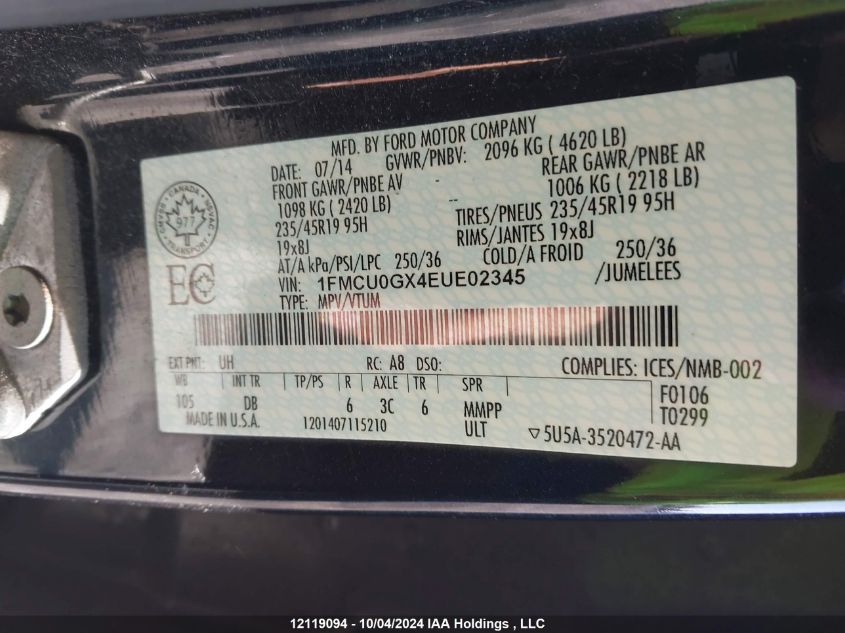 MFD. BY FORD MOTOR COMPANY
DATE: 07/14 GVWR/PNBV: 2096 KG ( 4620 LB)
FRONT GAWR/PNBE AV - - REAR GAWR/PNBE AR
1098 KG ( 2420 LB) 1006 KG ( 2218 LB)
235/45R19 95H TIRES/PNEUS 235/45R19 95H
19x8J RIMS/JANTES 19x8J
AT/A kPa/PSI/LPC 250/36 COLD/A FROID 250/36
VIN: 1FMCU0GX4EUE02345 /JUMELEES
TYPE: MPV/VTUM
CANADA
977
TRANSPORT
EC
EXT PNT: UH RC: A8 DSO: COMPLIES: ICES/NMB-002
WB INT TR TP/PS R AXLE TR SPR F0106
105 DB 6 3C 6 MMPP T0299
MADE IN U.S.A. 1201407115210 ULT ▽5U5A-3520472-AA
12119094 - 10/04/2024 IAA Holdings , LLC